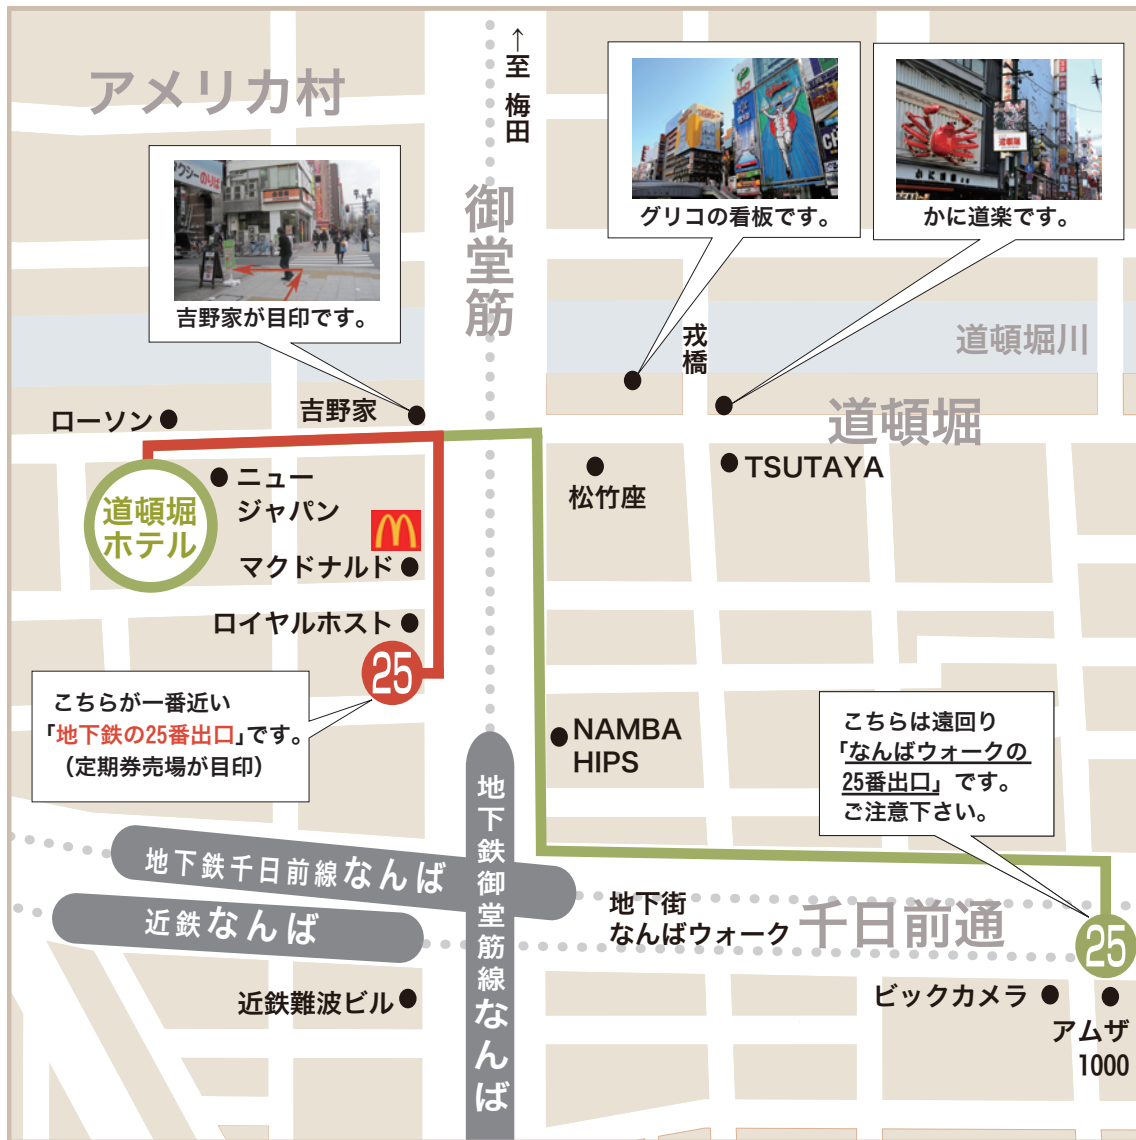 アメリカ村
↑至 梅田
御堂筋
タクシーのりば
吉野家が目印です。
グリコの看板です。
かに道楽です。
戎橋
道頓堀川
道頓堀
ローソン
吉野家
道頓堀
ホテル
ニュー
ジャパン
マクドナルド
ロイヤルホスト
25
松竹座
TSUTAYA
こちらが一番近い
「地下鉄の25番出口」です。
(定期券売場が目印)
NAMBA
HIPS
こちらは遠回り
「なんばウォークの
25番出口」です。
ご注意下さい。
地下鉄千日前線なんば
近鉄なんば
地下鉄御堂筋線なんば
地下街
なんばウォーク
千日前通
25
近鉄難波ビル
ビックカメラ
アムザ
1000